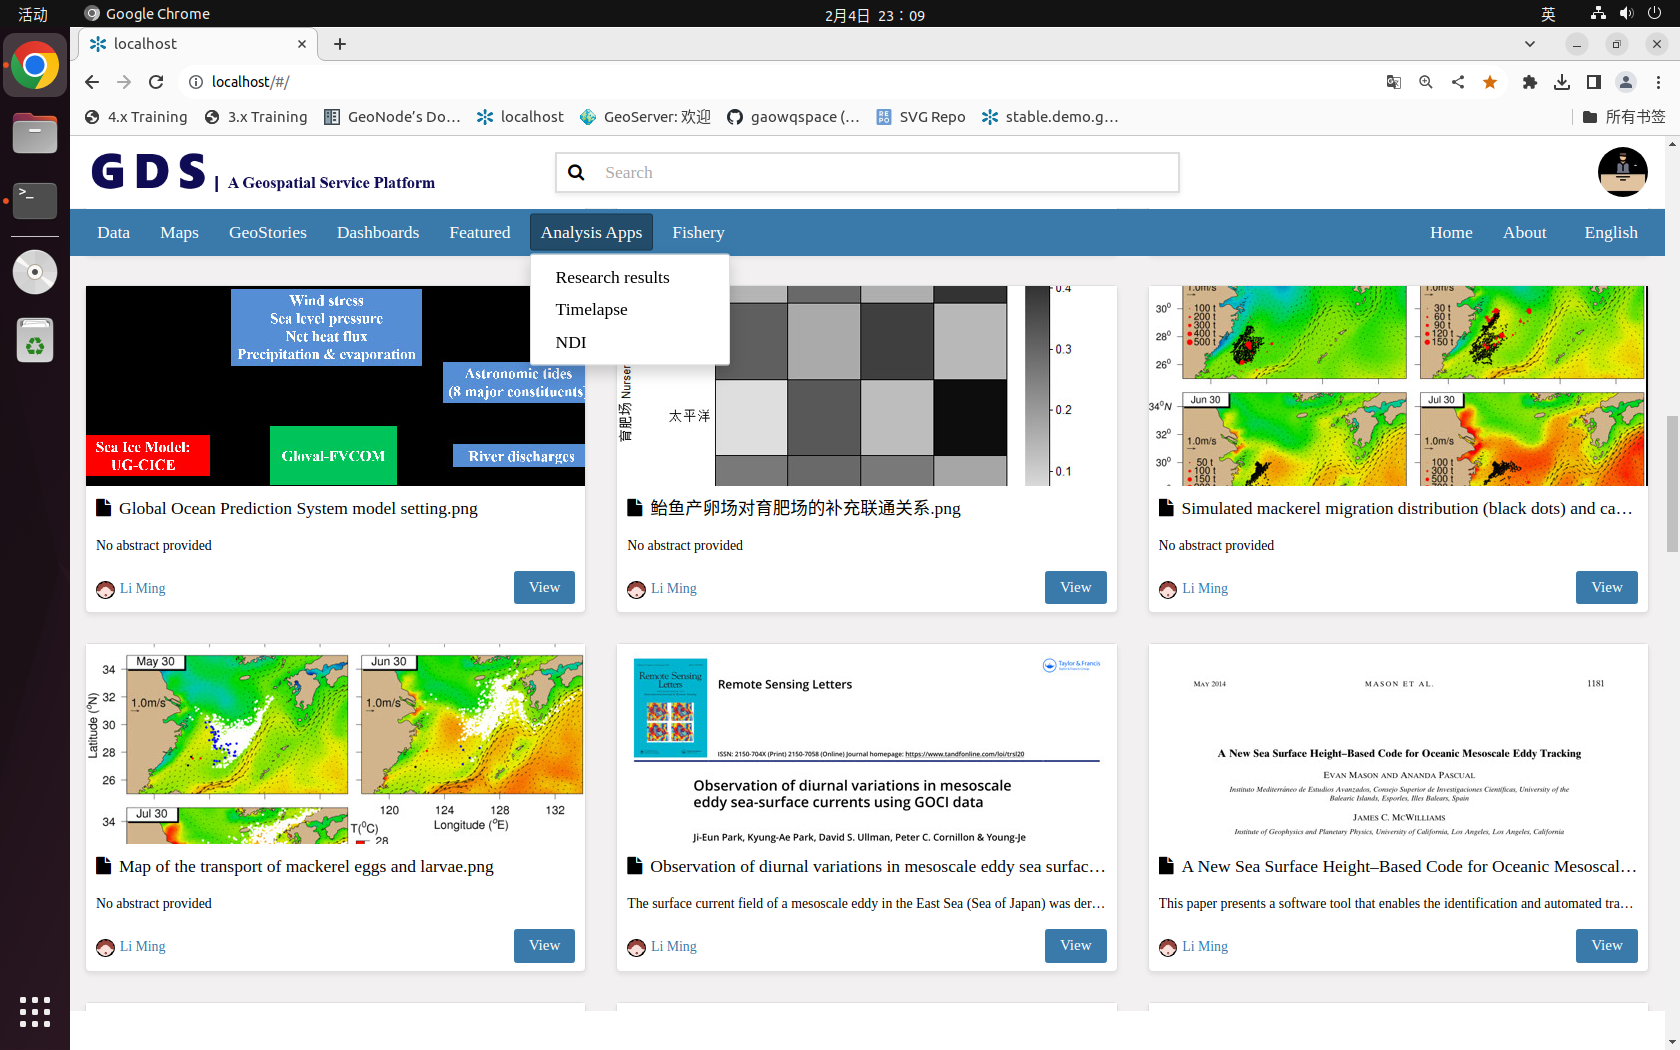 活动
Google Chrome
2月4日 23：09
英
localhost
localhost/#/
4.x Training
3.x Training
GeoNode’s Do…
localhost
GeoServer: 欢迎
gaowqspace (…
SVG Repo
stable.demo.g…
所有书签
GDS | A Geospatial Service Platform
Search
Data
Maps
GeoStories
Dashboards
Featured
Analysis Apps
Fishery
Home
About
English
Research results
Timelapse
NDI
Wind stress
Sea level pressure
Net heat flux
Precipitation & evaporation
Astronomic tides
(8 major constituents)
Sea Ice Model:
UG-CICE
Gloval-FVCOM
River discharges
Global Ocean Prediction System model setting.png
No abstract provided
Li Ming
View
育肥场 Nurser
太平洋
0.4
0.3
0.2
0.1
鲐鱼产卵场对育肥场的补充联通关系.png
No abstract provided
Li Ming
View
30°
28°
26°
100 t
200 t
300 t
400 t
500 t
30 t
60 t
90 t
120 t
150 t
34°N
32°
30°
Jun 30
1.0m/s
50 t
100 t
150 t
Jul 30
1.0m/s
100 t
300 t
500 t
700 t
Simulated mackerel migration distribution (black dots) and ca…
No abstract provided
Li Ming
View
Latitude (°N)
34
32
30
28
26
34
May 30
1.0m/s
Jun 30
1.0m/s
Jul 30
120
124
128
132
Longitude (°E)
T(°C)
28
Map of the transport of mackerel eggs and larvae.png
No abstract provided
Li Ming
View
Remote Sensing
Letters
Remote Sensing Letters
Taylor & Francis
ISSN: 2150-704X (Print) 2150-7058 (Online) Journal homepage: https://www.tandfonline.com/loi/trsl20
Observation of diurnal variations in mesoscale
eddy sea-surface currents using GOCI data
Ji-Eun Park, Kyung-Ae Park, David S. Ullman, Peter C. Cornillon & Young-Je
Observation of diurnal variations in mesoscale eddy sea surfac…
The surface current field of a mesoscale eddy in the East Sea (Sea of Japan) was der…
Li Ming
View
MAY 2014
MASON ET AL.
1181
A New Sea Surface Height–Based Code for Oceanic Mesoscale Eddy Tracking
EVAN MASON AND ANANDA PASCUAL
Instituto Mediterráneo de Estudios Avanzados, Consejo Superior de Investigaciones Científicas, University of the
Balearic Islands, Esporles, Illes Balears, Spain
JAMES C. MCWILLIAMS
Institute of Geophysics and Planetary Physics, University of California, Los Angeles, Los Angeles, California
A New Sea Surface Height–Based Code for Oceanic Mesoscal…
This paper presents a software tool that enables the identification and automated tra…
Li Ming
View